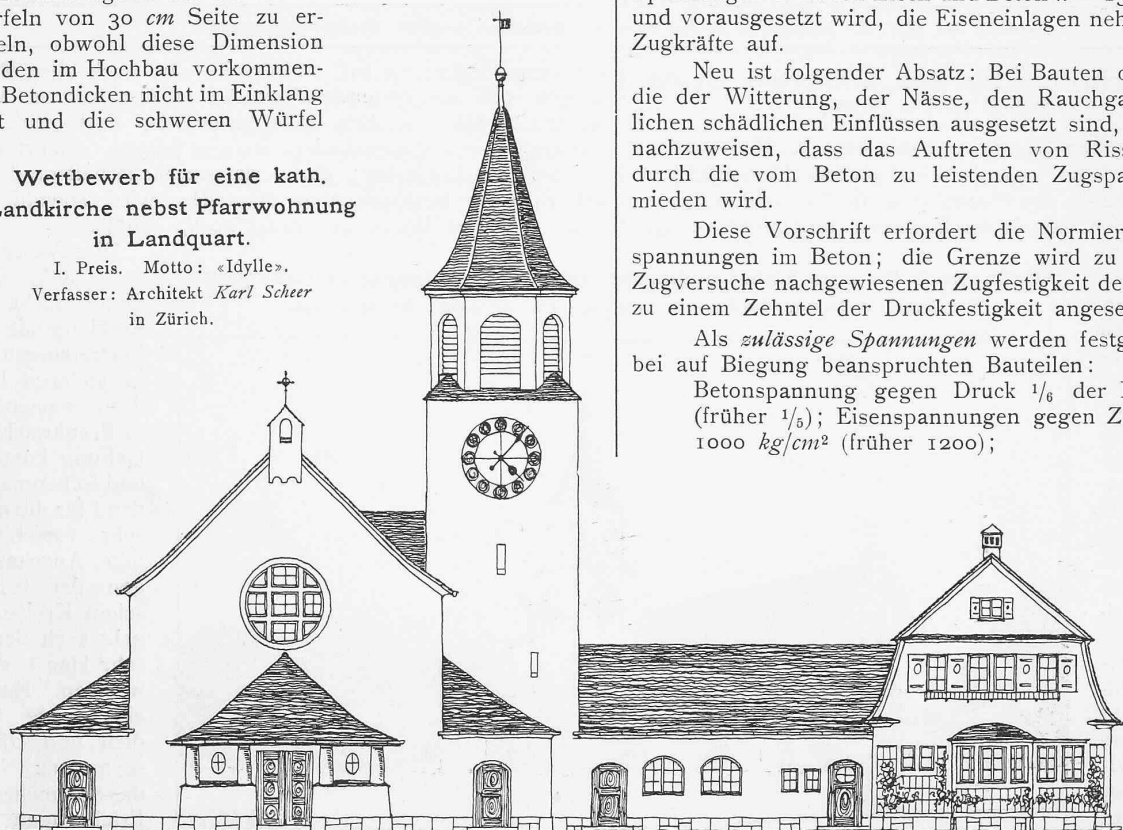 rfeln von 30 cm Seite zu er-
eln, obwohl diese Dimension
den im Hochbau vorkommen-
Betondicken nicht im Einklang
t und die schweren Würfel
Wettbewerb für eine kath.
Landkirche nebst Pfarrwohnung
in Landquart.
I. Preis. Motto: «Idylle».
Verfasser: Architekt Karl Scheer
in Zürich.
und vorausgesetzt wird, die Eiseneinlagen neh
Zugkräfte auf.
Neu ist folgender Absatz: Bei Bauten
die der Witterung, der Nässe, den Rauchga
lichen schädlichen Einflüssen ausgesetzt sind,
nachzuweisen, dass das Auftreten von Riss
durch die vom Beton zu leistenden Zugspa
mieden wird.
Diese Vorschrift erfordert die Normier
spannungen im Beton; die Grenze wird zu
Zugversuche nachgewiesenen Zugfestigkeit de
zu einem Zehntel der Druckfestigkeit angese
Als zulässige Spannungen werden festg
bei auf Biegung beanspruchten Bauteilen:
Betonspannung gegen Druck 1/6 der
(früher 1/5); Eisenspannungen gegen Z
1000 kg/cm² (früher 1200);